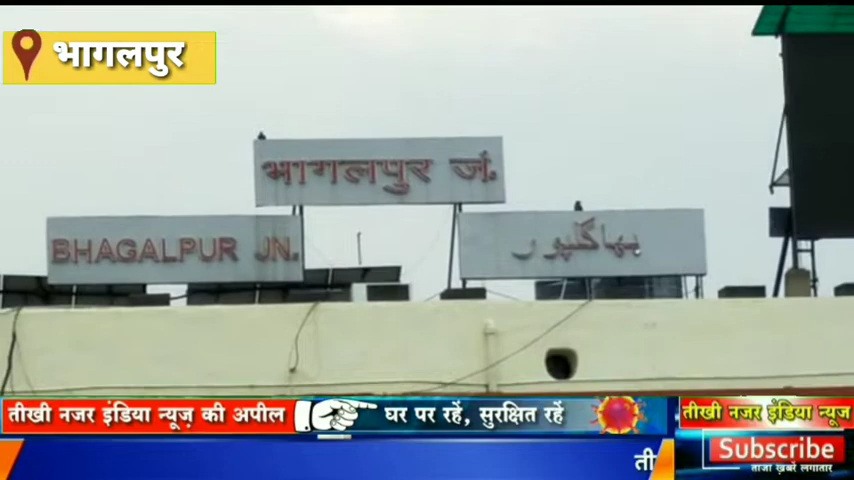 भागलपुर
भागलपुर जं.
BHAGALPUR JN.
بھاگلپور
तीखी नजर इंडिया न्यूज़ की अपील
घर पर रहें, सुरक्षित रहें
तीखी नजर इंडिया न्यूज
Subscribe
ताजा ख़बरें लगातार
ती